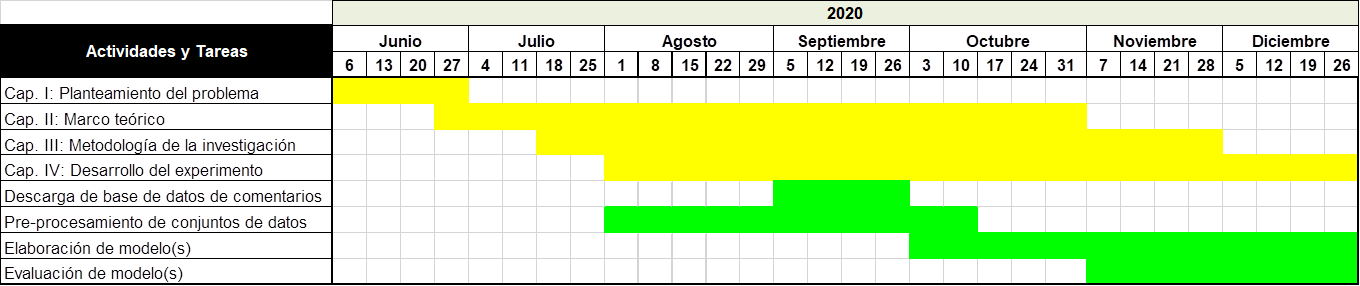 2020
Actividades y Tareas
Junio Julio Agosto Septiembre Octubre Noviembre Diciembre
6 13 20 27 4 11 18 25 1 8 15 22 29 5 12 19 26 3 10 17 24 31 7 14 21 28 5 12 19 26
Cap. I: Planteamiento del problema
Cap. II: Marco teórico
Cap. III: Metodología de la investigación
Cap. IV: Desarrollo del experimento
Descarga de base de datos de comentarios
Pre-procesamiento de conjuntos de datos
Elaboración de modelo(s)
Evaluación de modelo(s)